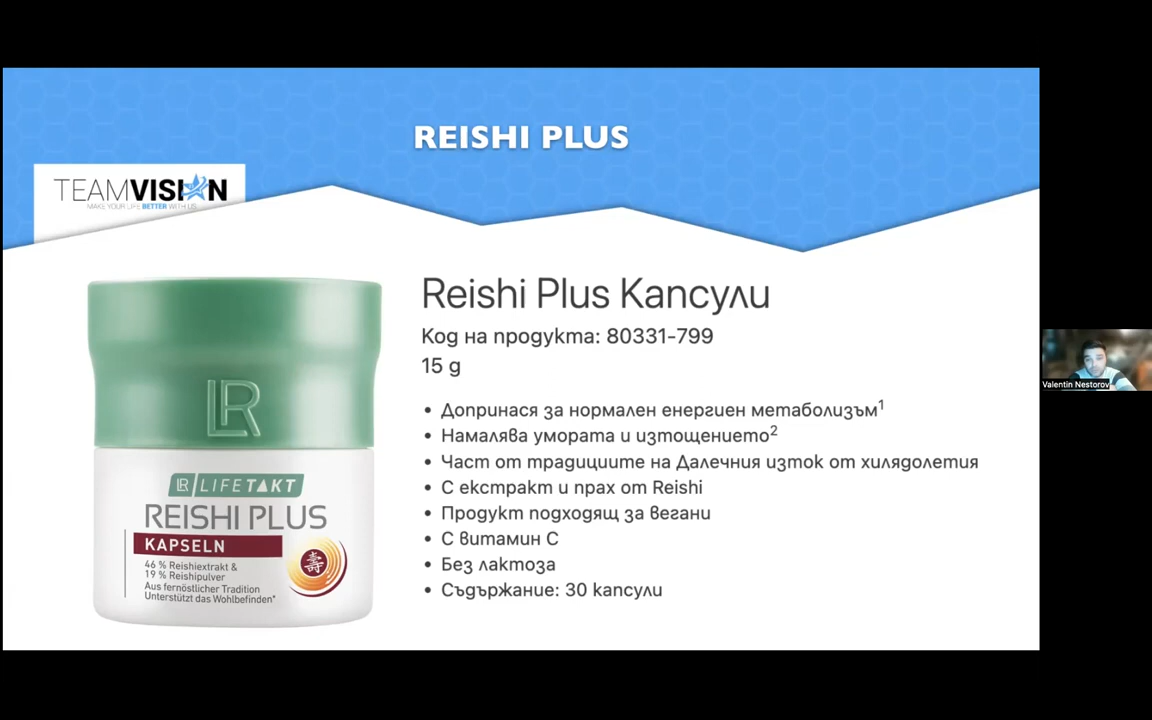 REISHI PLUS
TEAMVISION
MAKE YOUR LIFE BETTER WITH US
Reishi Plus Капсули
Код на продукта: 80331-799
15 g
• Допринася за нормален енергиен метаболизъм¹
• Намалява умората и изтощението²
• Част от традициите на Далечния изток от хилядолетия
• С екстракт и прах от Reishi
• Продукт подходящ за вегани
• С витамин С
• Без лактоза
• Съдържание: 30 капсули
LR
LR LIFETAKT
REISHI PLUS
KAPSELN
46 % Reishiextrakt &
19 % Reishipulver
Aus fernöstlicher Tradition
Unterstützt das Wohlbefinden*
壽
Valentin Nestorov